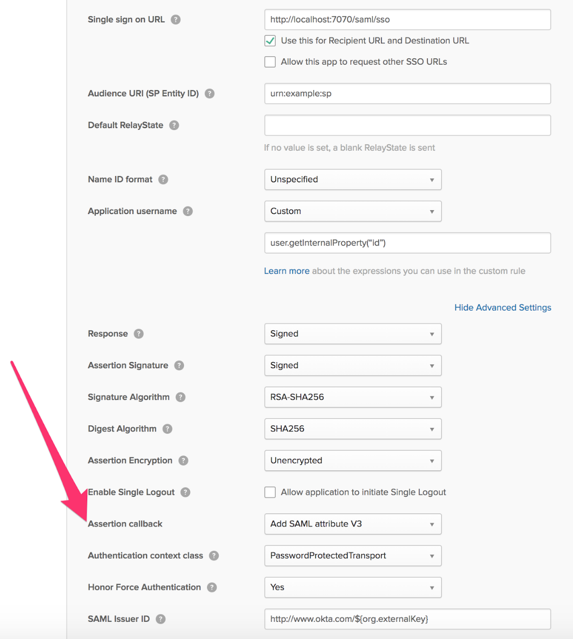 Single sign on URL ? http://localhost:7070/saml/sso
Use this for Recipient URL and Destination URL
Allow this app to request other SSO URLs
Audience URI (SP Entity ID) ? urn:example:sp
Default RelayState ?
If no value is set, a blank RelayState is sent
Name ID format ? Unspecified
Application username ? Custom
user.getInternalProperty("id")
Learn more about the expressions you can use in the custom rule
Hide Advanced Settings
Response ? Signed
Assertion Signature ? Signed
Signature Algorithm ? RSA-SHA256
Digest Algorithm ? SHA256
Assertion Encryption ? Unencrypted
Enable Single Logout ? Allow application to initiate Single Logout
Assertion callback Add SAML attribute V3
Authentication context class ? PasswordProtectedTransport
Honor Force Authentication ? Yes
SAML Issuer ID ? http://www.okta.com/${org.externalKey}